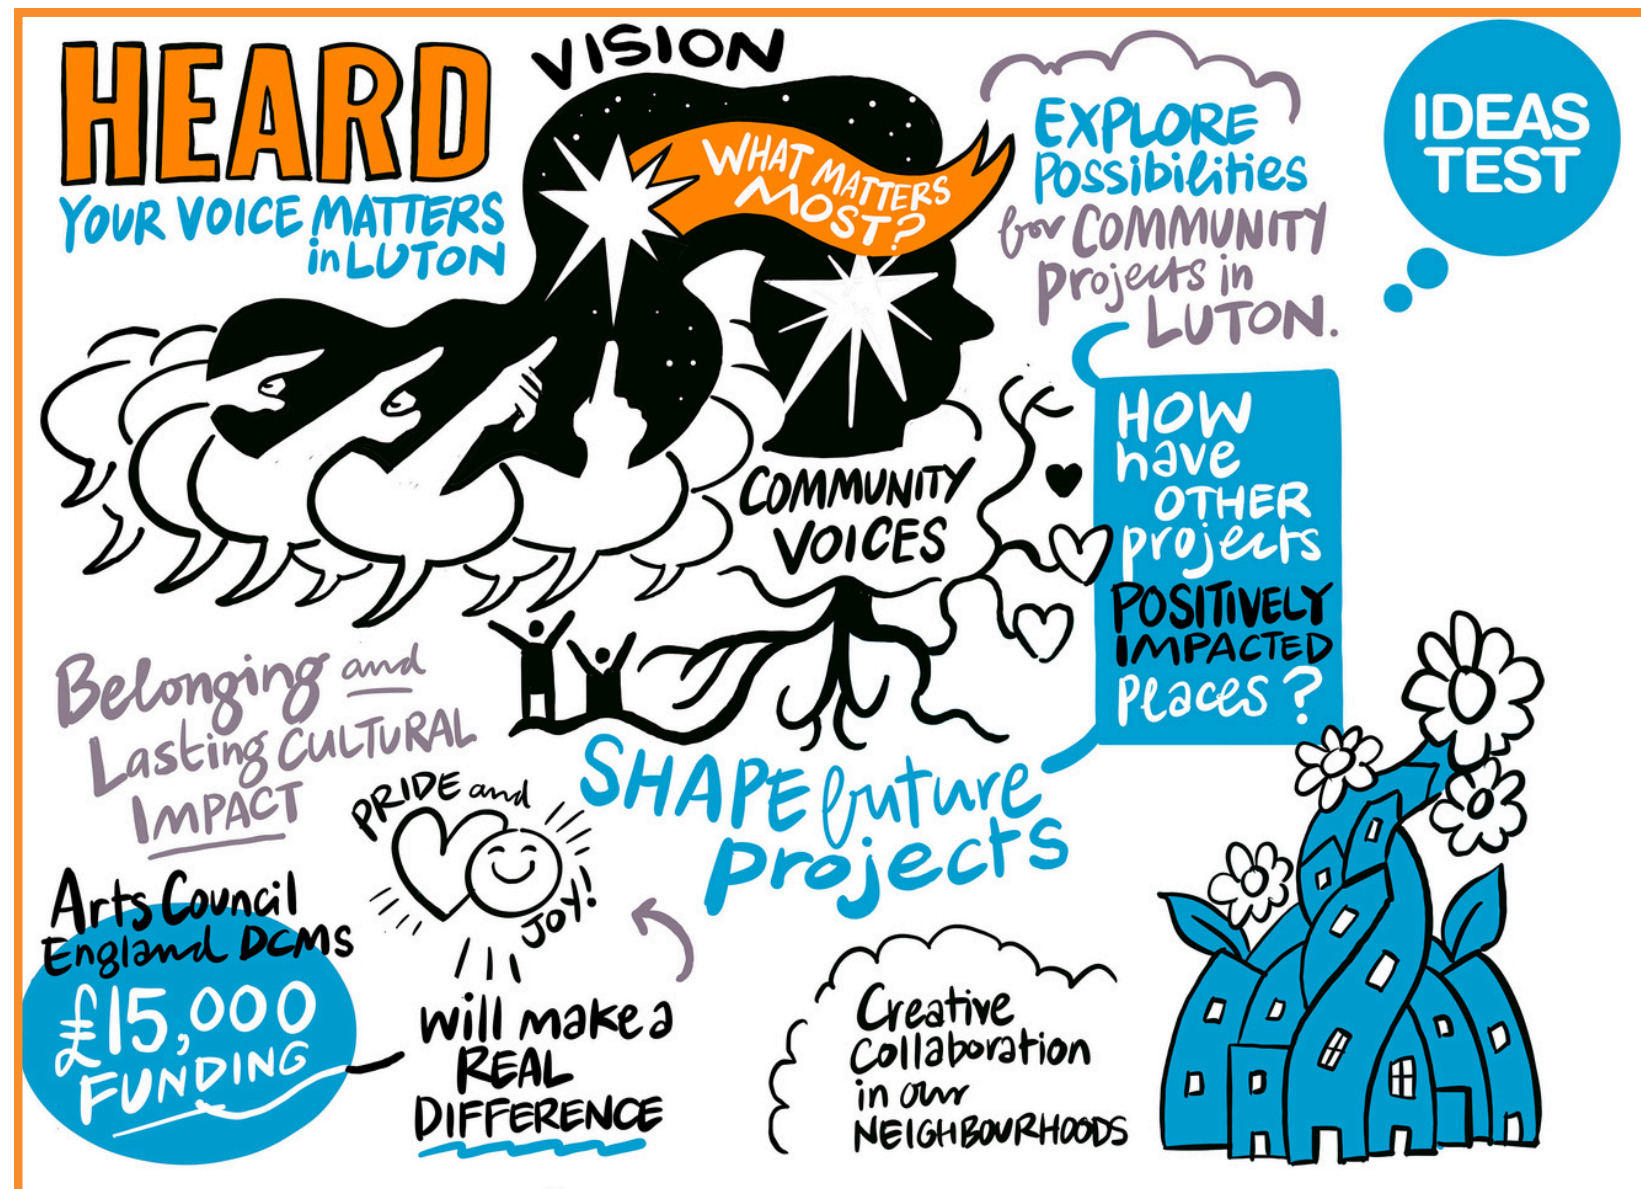 HEARD
YOUR VOICE MATTERS
in LUTON
VISION
WHAT MATTERS
MOST?
EXPLORE
Possibilities
for COMMUNITY
projects in
LUTON.
IDEAS
TEST
COMMUNITY
VOICES
HOW
have
OTHER
projects
POSITIVELY
IMPACTED
Places?
Belonging and
Lasting CULTURAL
IMPACT
PRIDE and
JOY!
SHAPE future
projects
Arts Council
England DCMS
£15,000
FUNDING
will make a
REAL
DIFFERENCE
Creative
Collaboration
in our
NEIGHBOURHOODS